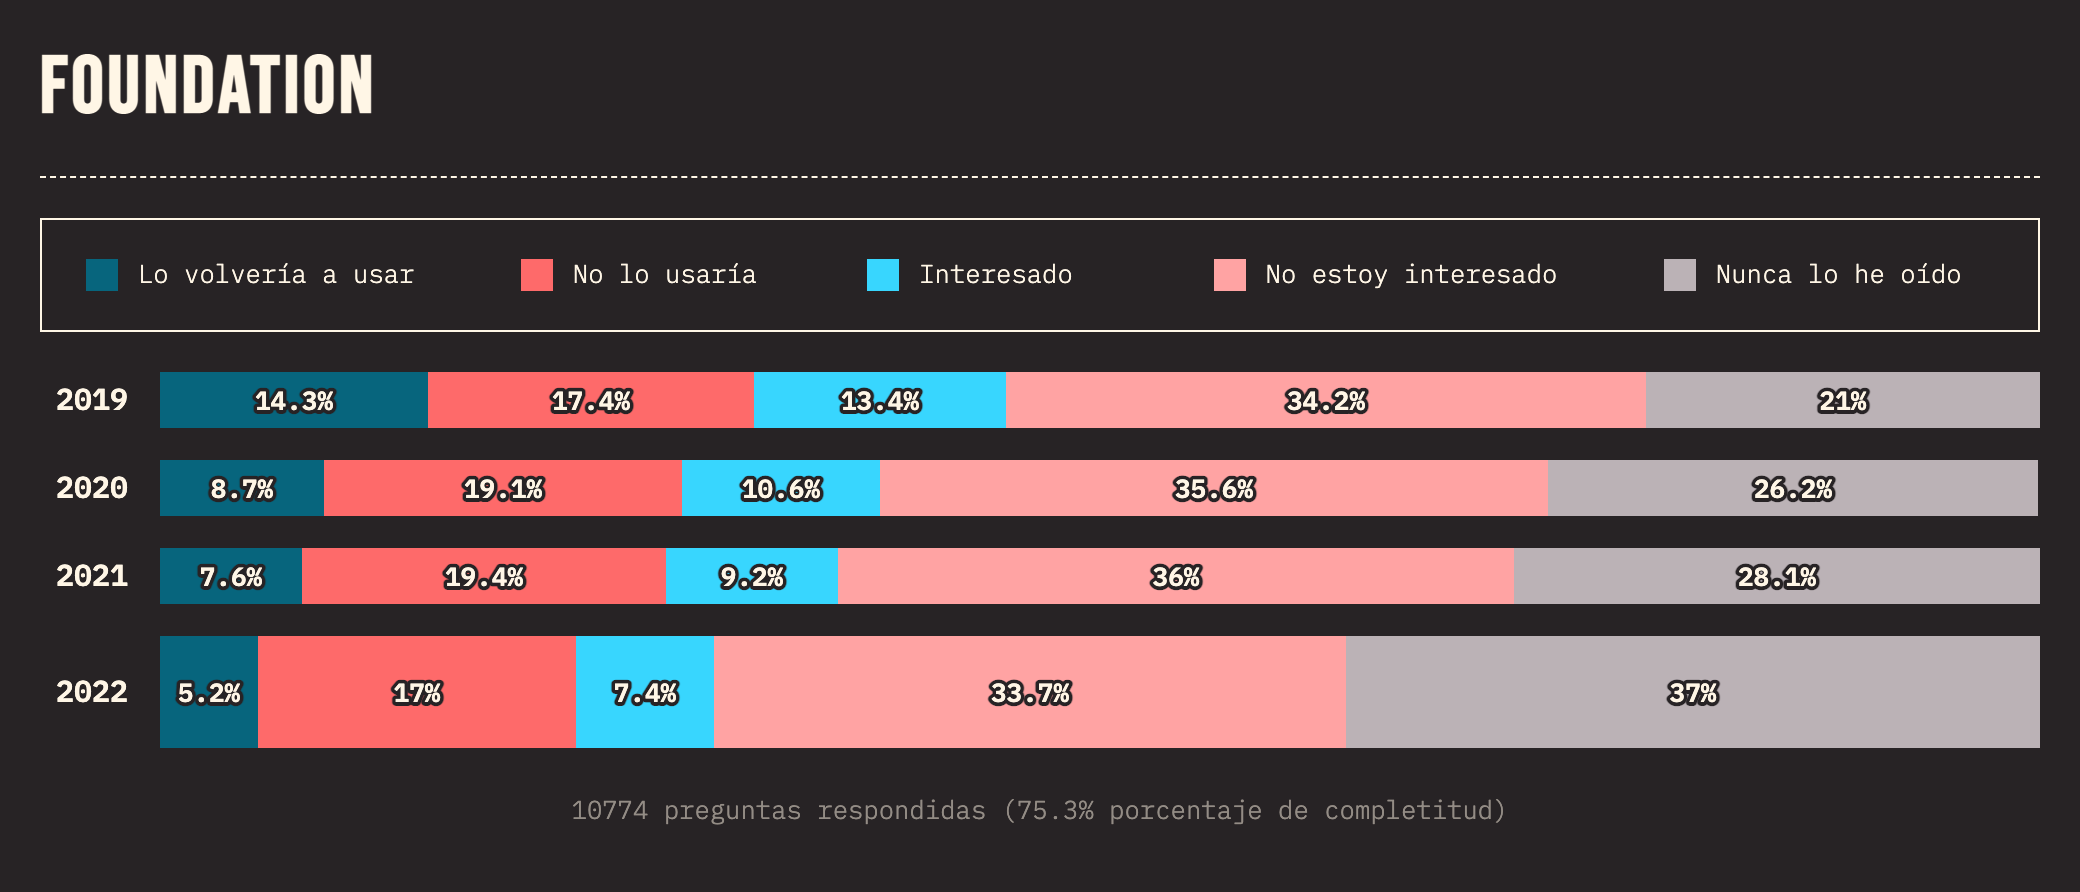 FOUNDATION
Lo volvería a usar No lo usaría Interesado No estoy interesado Nunca lo he oído
2019 14.3% 17.4% 13.4% 34.2% 21%
2020 8.7% 19.1% 10.6% 35.6% 26.2%
2021 7.6% 19.4% 9.2% 36% 28.1%
2022 5.2% 17% 7.4% 33.7% 37%
10774 preguntas respondidas (75.3% porcentaje de completitud)